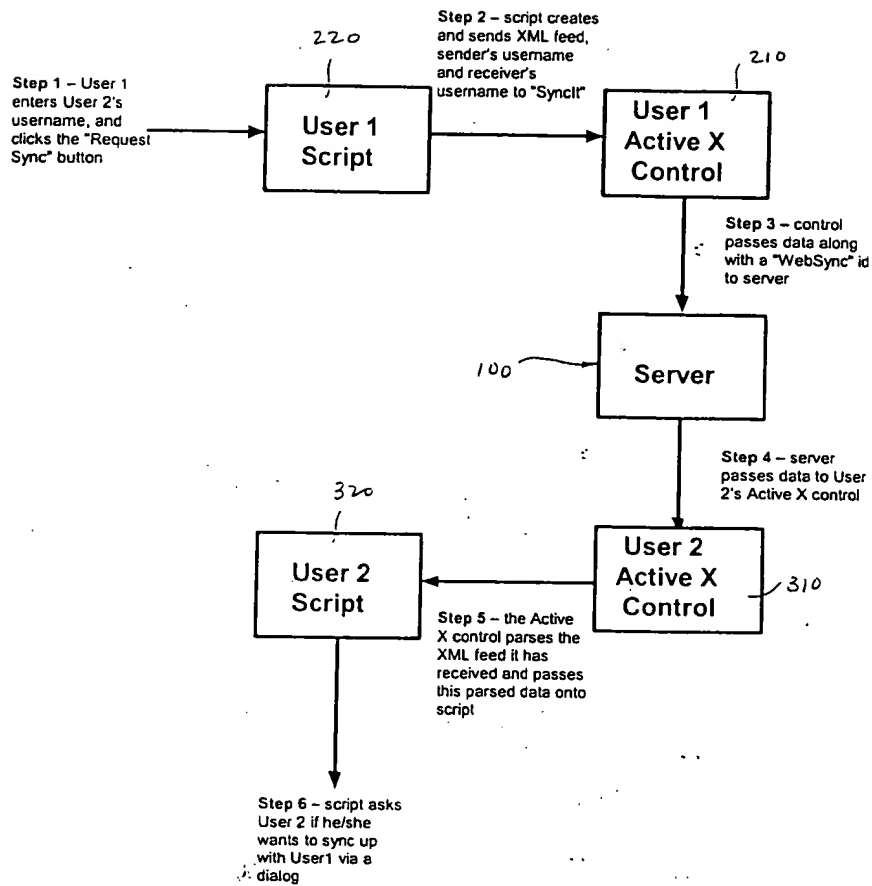 Step 1 – User 1
enters User 2's
username, and
clicks the "Request
Sync" button
220
User 1
Script
Step 2 – script creates
and sends XML feed,
sender's username
and receiver's
username to "SyncIt"
210
User 1
Active X
Control
Step 3 – control
passes data along
with a "WebSync" id
to server
100
Server
Step 4 – server
passes data to User
2's Active X control
320
User 2
Script
User 2
Active X
Control
310
Step 5 – the Active
X control parses the
XML feed it has
received and passes
this parsed data onto
script
Step 6 – script asks
User 2 if he/she
wants to sync up
with User1 via a
dialog